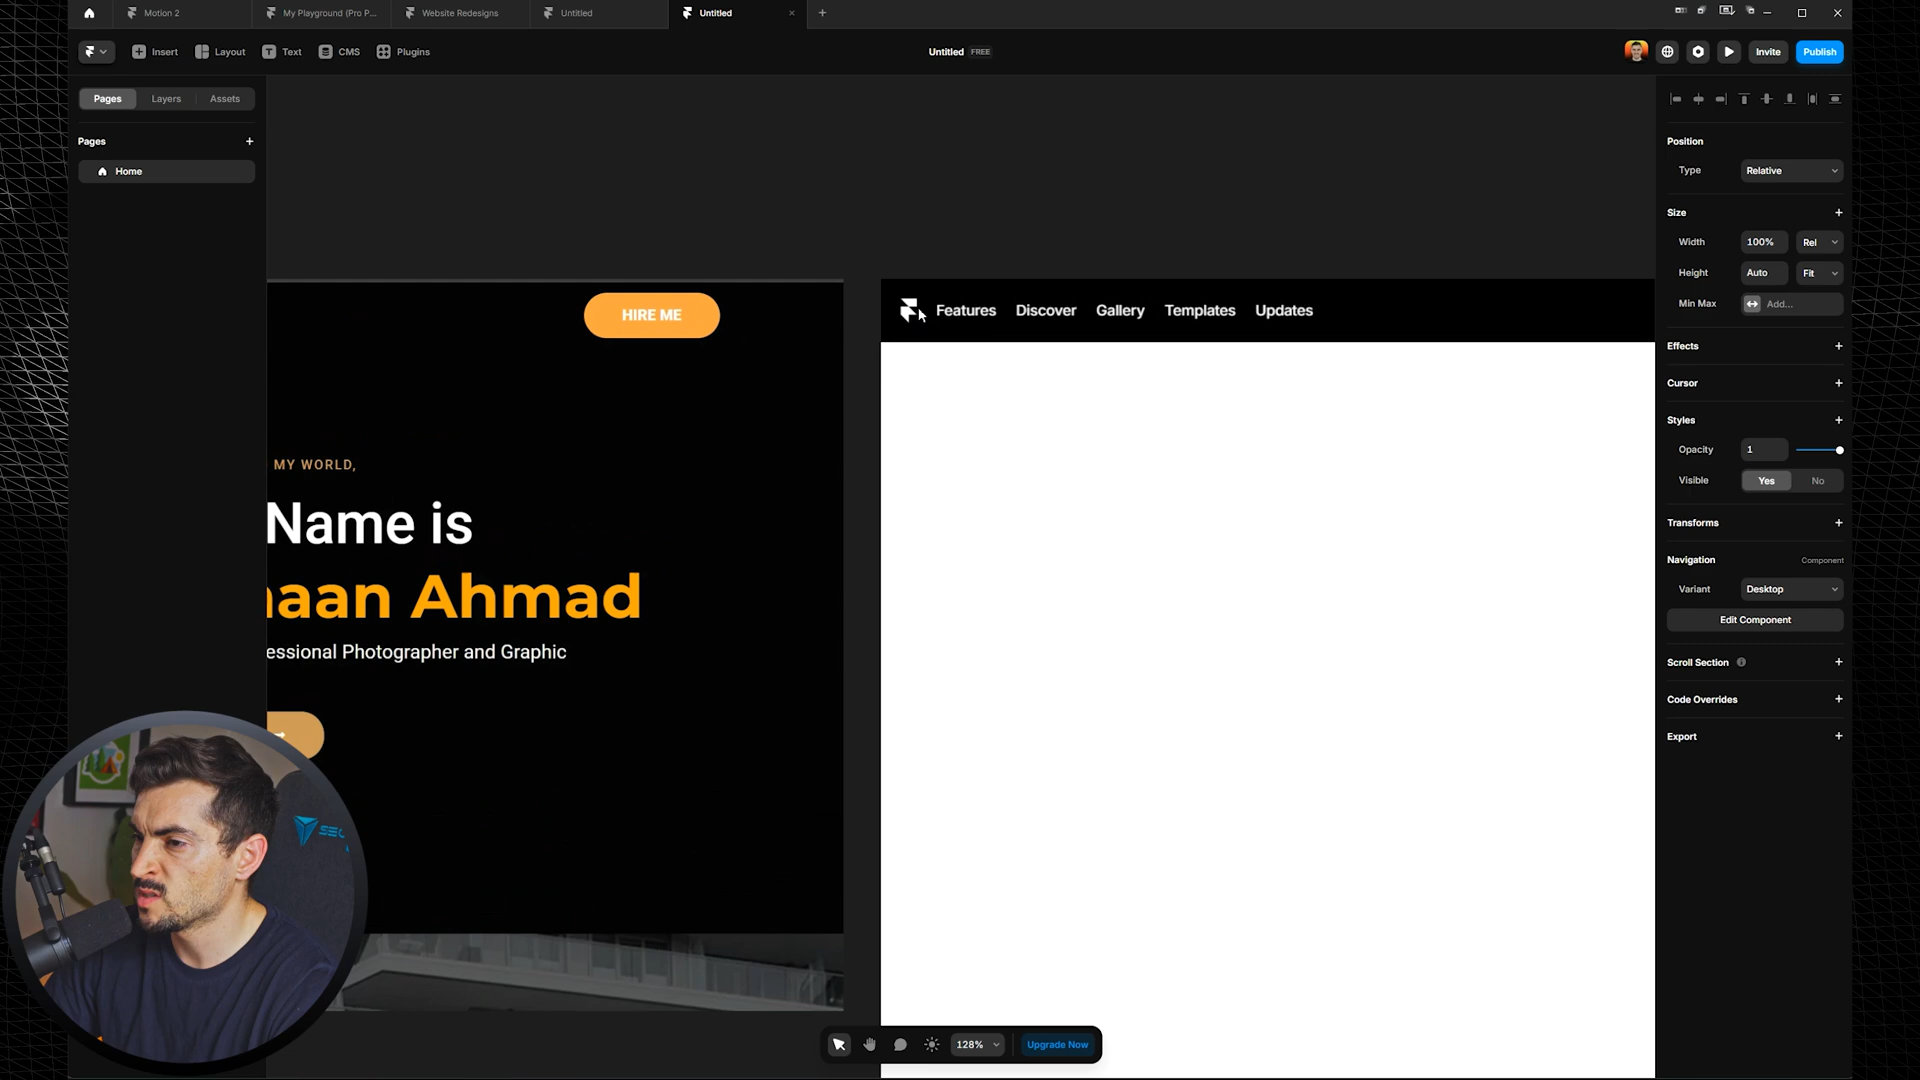 Motion 2
My Playground (Pro P...
Website Redesigns
Untitled
Untitled
Insert
Layout
Text
CMS
Plugins
Untitled FREE
Invite
Publish
Pages
Layers
Assets
Pages
Home
HIRE ME
MY WORLD,
Name is
naan Ahmad
essional Photographer and Graphic
Features
Discover
Gallery
Templates
Updates
Position
Type Relative
Size
Width 100% Rel
Height Auto Fit
Min Max Add...
Effects
Cursor
Styles
Opacity 1
Visible Yes No
Transforms
Navigation Component
Variant Desktop
Edit Component
Scroll Section
Code Overrides
Export
128%
Upgrade Now
SEC